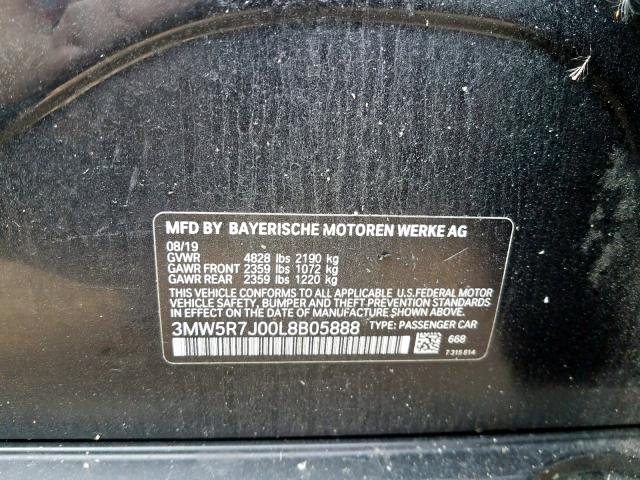 MFD BY BAYERISCHE MOTOREN WERKE AG
08/19
GVWR 4828 lbs 2190 kg
GAWR FRONT 2359 lbs 1072 kg
GAWR REAR 2359 lbs 1220 kg
THIS VEHICLE CONFORMS TO ALL APPLICABLE U.S.FEDERAL MOTOR
VEHICLE SAFETY, BUMPER AND THEFT PREVENTION STANDARDS
IN EFFECT ON THE DATE OF MANUFACTURE SHOWN ABOVE.
3MW5R7J00L8B05888 TYPE: PASSENGER CAR
668
7 315 814